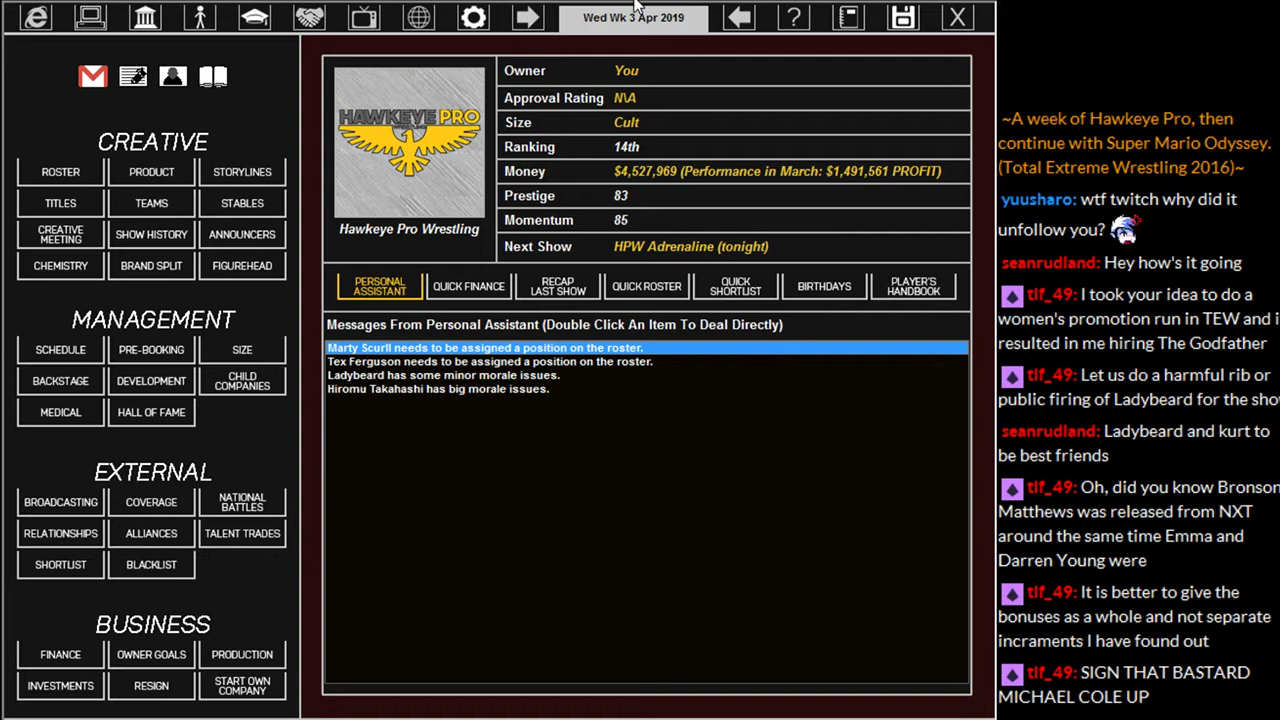 Wed Wk 3 Apr 2019
?
X
CREATIVE
ROSTER
PRODUCT
STORYLINES
TITLES
TEAMS
STABLES
CREATIVE
MEETING
SHOW HISTORY
ANNOUNCERS
CHEMISTRY
BRAND SPLIT
FIGUREHEAD
MANAGEMENT
SCHEDULE
PRE-BOOKING
SIZE
BACKSTAGE
DEVELOPMENT
CHILD
COMPANIES
MEDICAL
HALL OF FAME
EXTERNAL
BROADCASTING
COVERAGE
NATIONAL
BATTLES
RELATIONSHIPS
ALLIANCES
TALENT TRADES
SHORTLIST
BLACKLIST
BUSINESS
FINANCE
OWNER GOALS
PRODUCTION
INVESTMENTS
RESIGN
START OWN
COMPANY
HAWKEYE PRO
Hawkeye Pro Wrestling
Owner You
Approval Rating N\A
Size Cult
Ranking 14th
Money $4,527,969 (Performance in March: $1,491,561 PROFIT)
Prestige 83
Momentum 85
Next Show HPW Adrenaline (tonight)
PERSONAL
ASSISTANT
QUICK FINANCE
RECAP
LAST SHOW
QUICK ROSTER
QUICK
SHORTLIST
BIRTHDAYS
PLAYER'S
HANDBOOK
Messages From Personal Assistant (Double Click An Item To Deal Directly)
Marty Scurll needs to be assigned a position on the roster.
Tex Ferguson needs to be assigned a position on the roster.
Ladybeard has some minor morale issues.
Hiromu Takahashi has big morale issues.
~A week of Hawkeye Pro, then
continue with Super Mario Odyssey.
(Total Extreme Wrestling 2016)~
yuusharo: wtf twitch why did it
unfollow you?
seanrudland: Hey how's it going
tlf_49: I took your idea to do a
women's promotion run in TEW and i
resulted in me hiring The Godfather
tlf_49: Let us do a harmful rib or
public firing of Ladybeard for the sho
seanrudland: Ladybeard and kurt to
be best friends
tlf_49: Oh, did you know Bronson
Matthews was released from NXT
around the same time Emma and
Darren Young were
tlf_49: It is better to give the
bonuses as a whole and not separate
incraments I have found out
tlf_49: SIGN THAT BASTARD
MICHAEL COLE UP